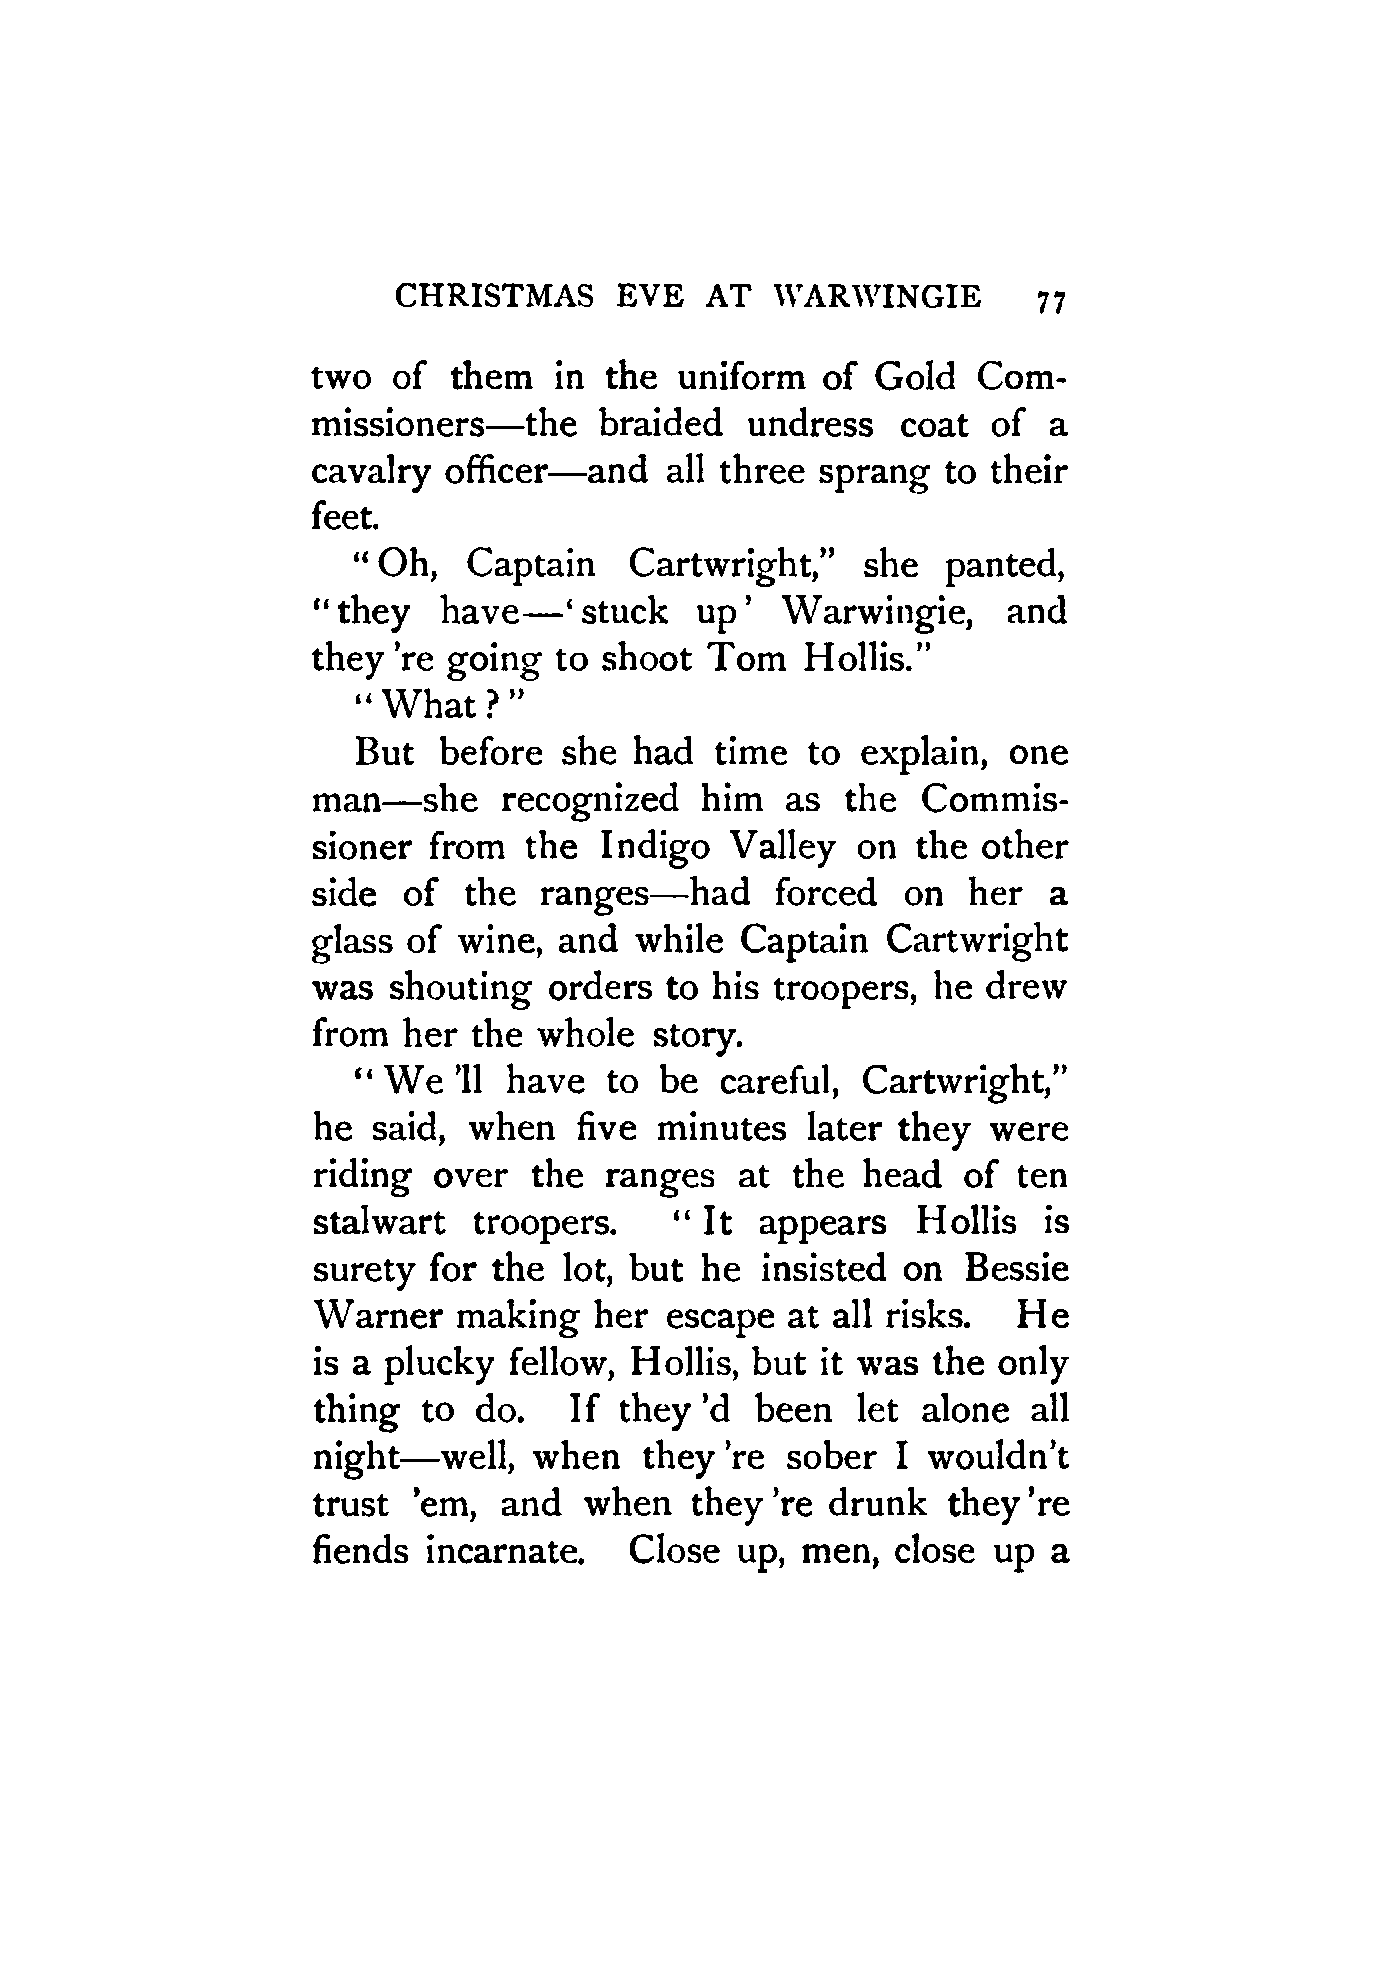 CHRISTMAS EVE AT WARWINGIE 77
two of them in the uniform of Gold Com-
missioners—the braided undress coat of a
cavalry officer—and all three sprang to their
feet.
“ Oh, Captain Cartwright,” she panted,
“ they have—‘ stuck up ’ Warwingie, and
they ’re going to shoot Tom Hollis.”
“ What ? ”
But before she had time to explain, one
man—she recognized him as the Commis-
sioner from the Indigo Valley on the other
side of the ranges—had forced on her a
glass of wine, and while Captain Cartwright
was shouting orders to his troopers, he drew
from her the whole story.
“ We ’ll have to be careful, Cartwright,”
he said, when five minutes later they were
riding over the ranges at the head of ten
stalwart troopers. “ It appears Hollis is
surety for the lot, but he insisted on Bessie
Warner making her escape at all risks. He
is a plucky fellow, Hollis, but it was the only
thing to do. If they ’d been let alone all
night—well, when they ’re sober I wouldn’t
trust ’em, and when they ’re drunk they ’re
fiends incarnate. Close up, men, close up a